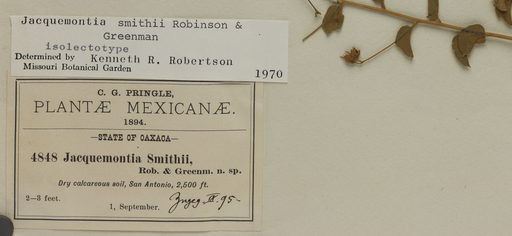 Jacquemontia smithii Robinson &
Greenman
isolectotype
Determined by Kenneth R. Robertson
Missouri Botanical Garden
1970
C. G. PRINGLE,
PLANTÆ MEXICANÆ.
1894.
—STATE OF OAXACA—
4848 Jacquemontia Smithii,
Rob. & Greenm. n. sp.
Dry calcareous soil, San Antonio, 2,500 ft.
2—3 feet.
1, September.
95